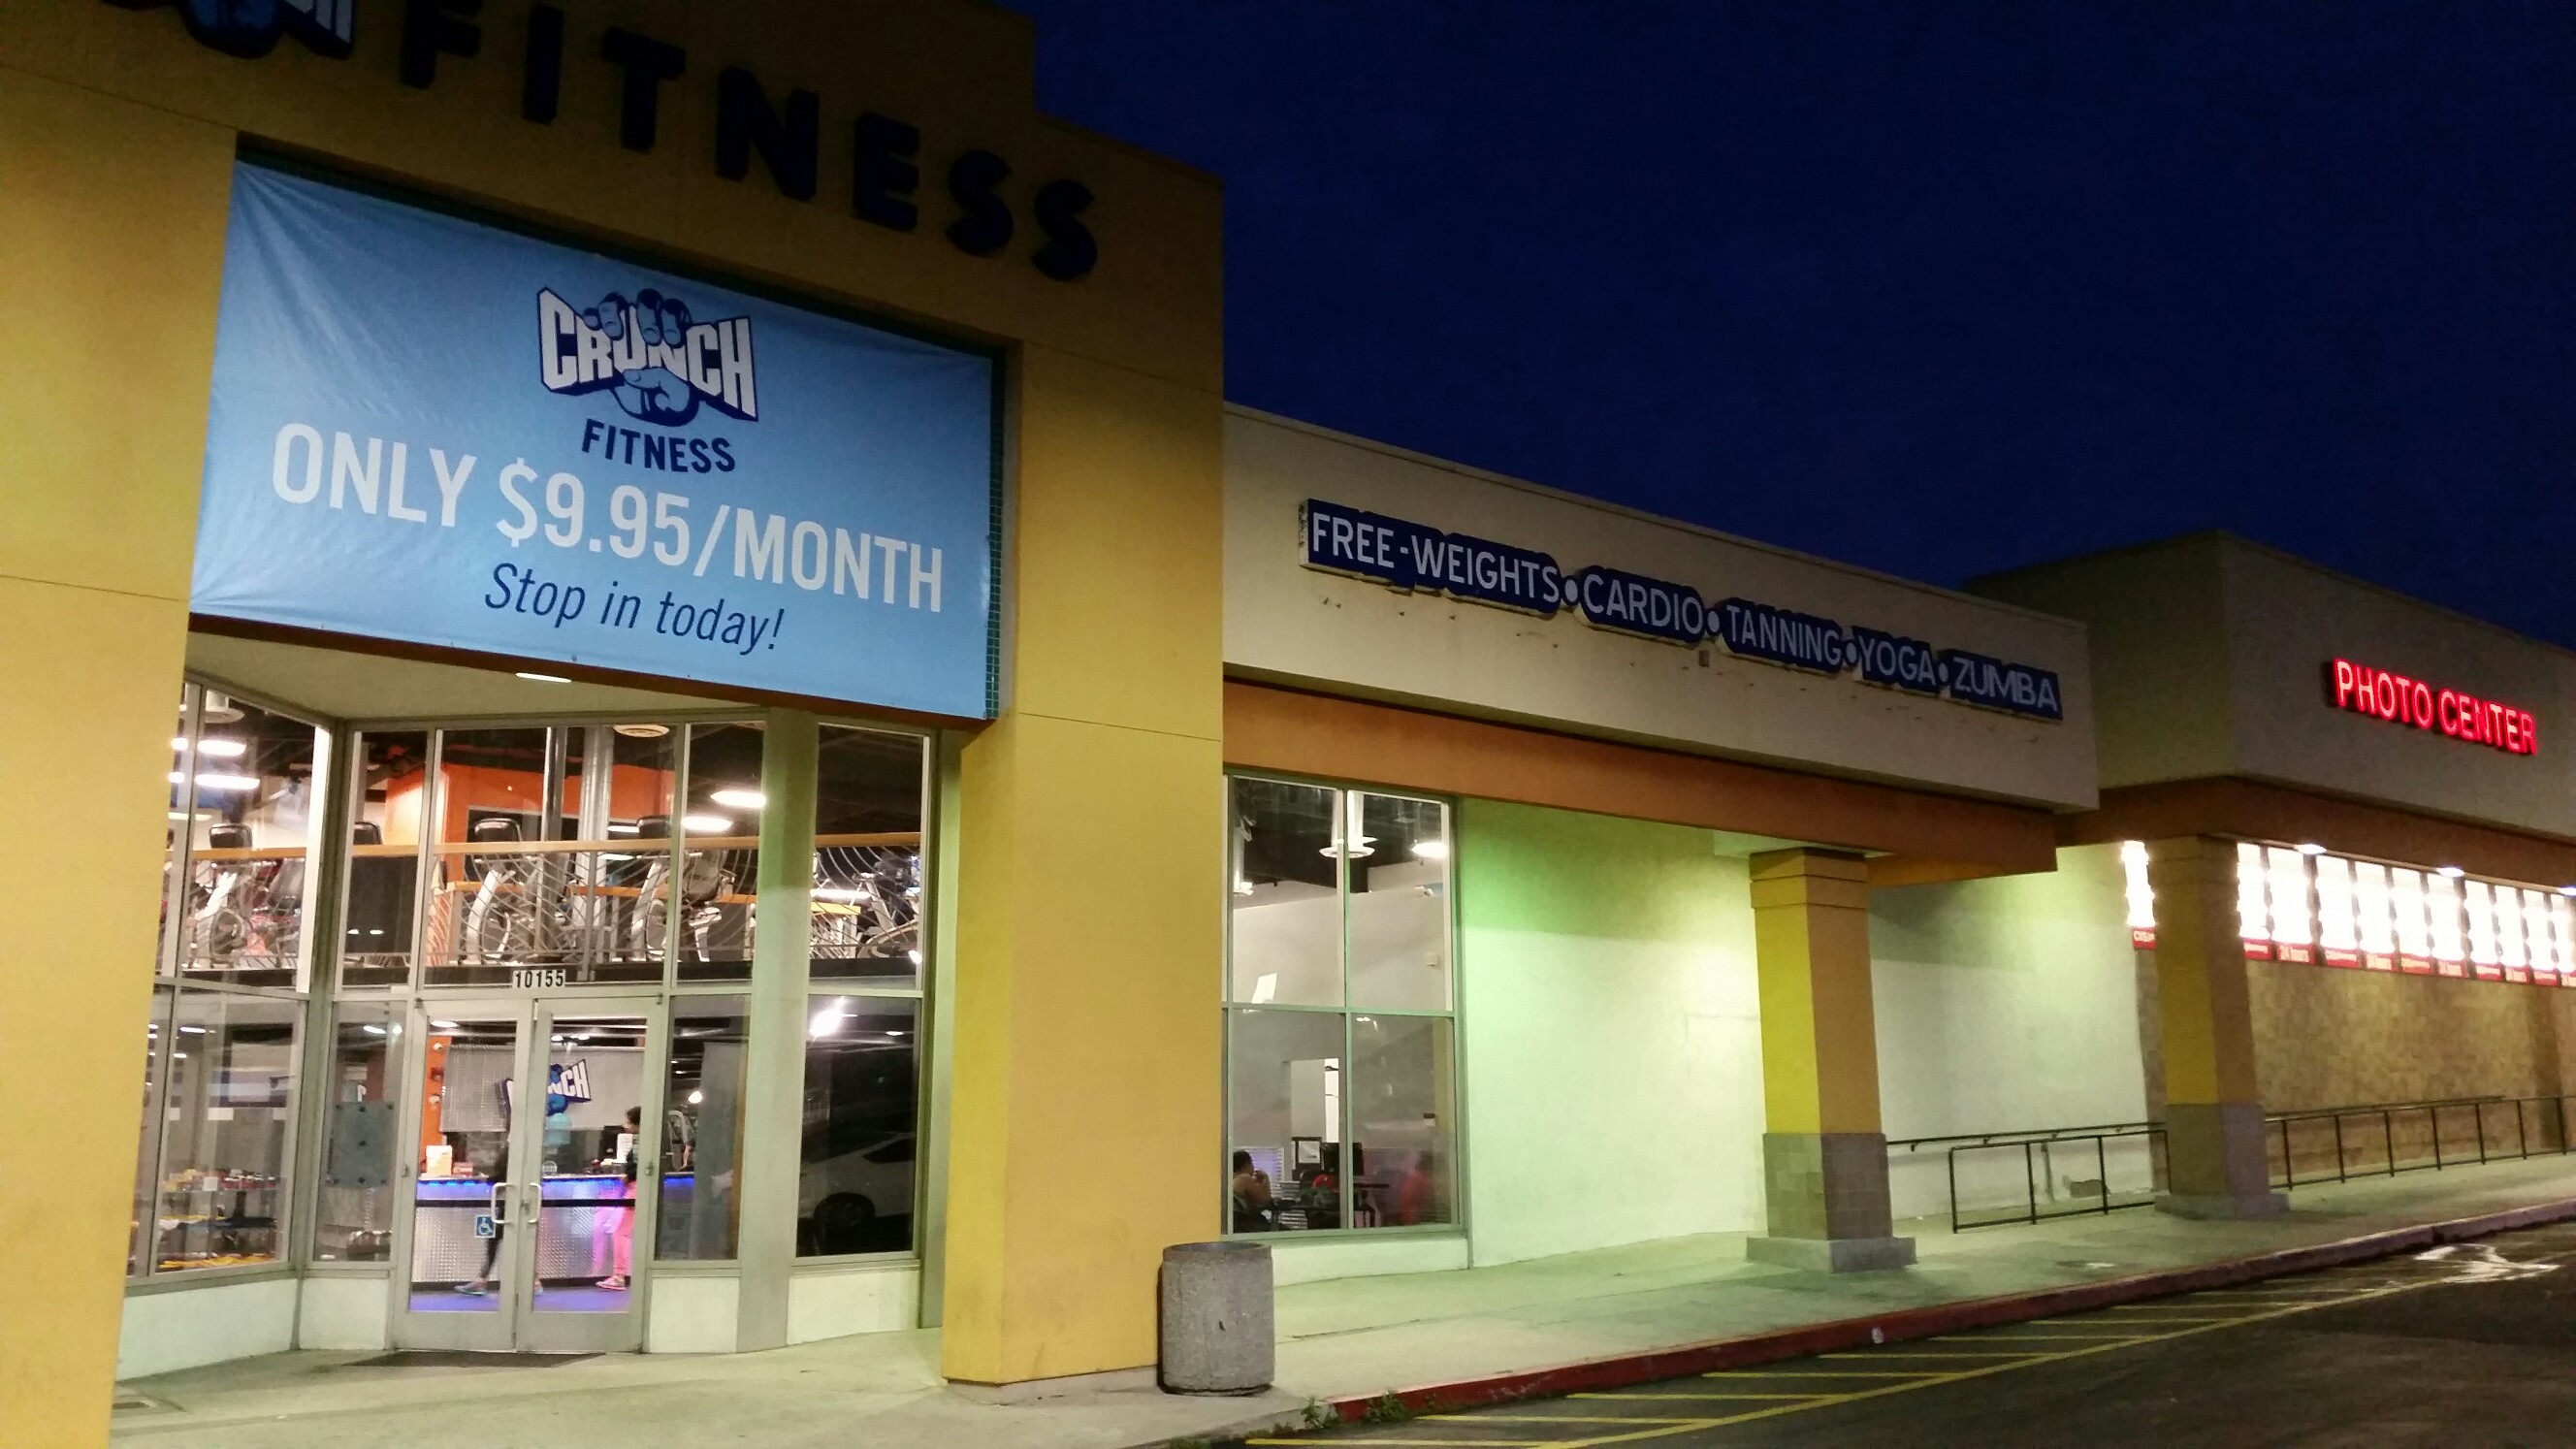 FITNESS
CRUNCH
FITNESS
ONLY $9.95/MONTH
Stop in today!
FREE-WEIGHTS•CARDIO•TANNING•YOGA•ZUMBA
PHOTO CENTER
10155
CRUNCH